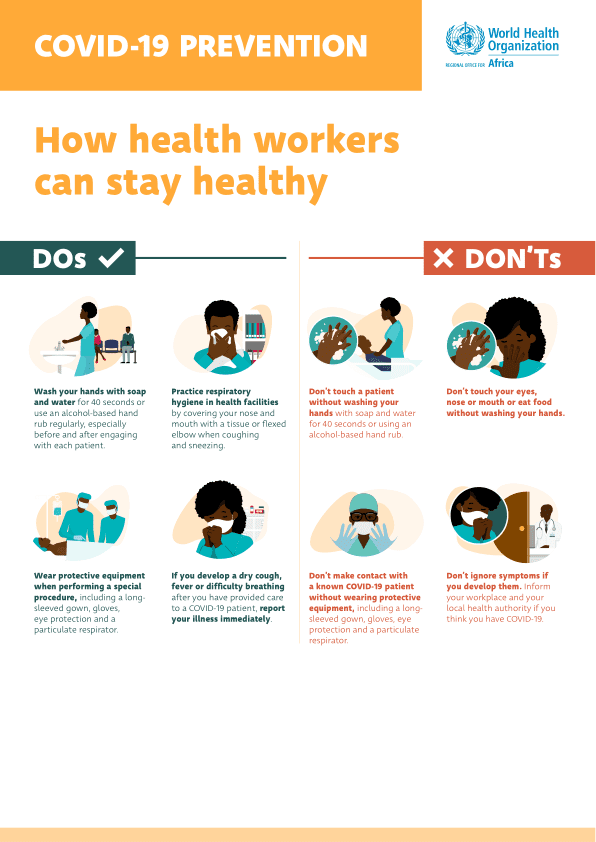 COVID-19 PREVENTION
World Health
Organization
REGIONAL OFFICE FOR Africa
How health workers
can stay healthy
DOs
Wash your hands with soap
and water for 40 seconds or
use an alcohol-based hand
rub regularly, especially
before and after engaging
with each patient.
Practice respiratory
hygiene in health facilities
by covering your nose and
mouth with a tissue or flexed
elbow when coughing
and sneezing.
Wear protective equipment
when performing a special
procedure, including a long-
sleeved gown, gloves,
eye protection and a
particulate respirator.
If you develop a dry cough,
fever or difficulty breathing
after you have provided care
to a COVID-19 patient, report
your illness immediately.
DON'Ts
Don't touch a patient
without washing your
hands with soap and water
for 40 seconds or using an
alcohol-based hand rub.
Don't touch your eyes,
nose or mouth or eat food
without washing your hands.
Don't make contact with
a known COVID-19 patient
without wearing protective
equipment, including a long-
sleeved gown, gloves, eye
protection and a particulate
respirator.
Don't ignore symptoms if
you develop them. Inform
your workplace and your
local health authority if you
think you have COVID-19.